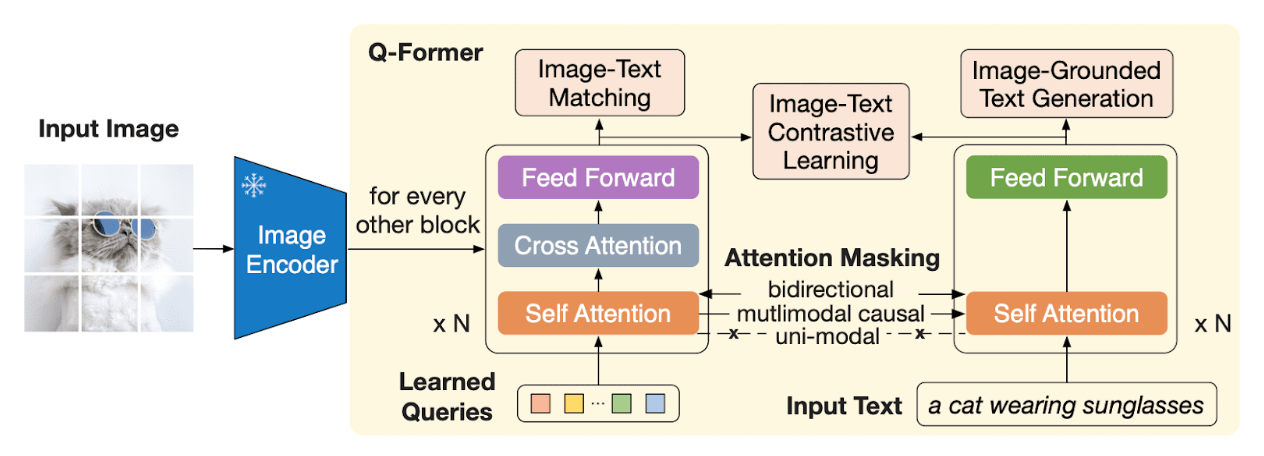 Q-Former
Input Image
Image
Encoder
for every
other block
Image-Text
Matching
Image-Text
Contrastive
Learning
Image-Grounded
Text Generation
Feed Forward
Cross Attention
Self Attention
x N
Learned
Queries
...
Attention Masking
bidirectional
mutlimodal causal
uni-modal
x
x
Feed Forward
Self Attention
x N
Input Text
a cat wearing sunglasses